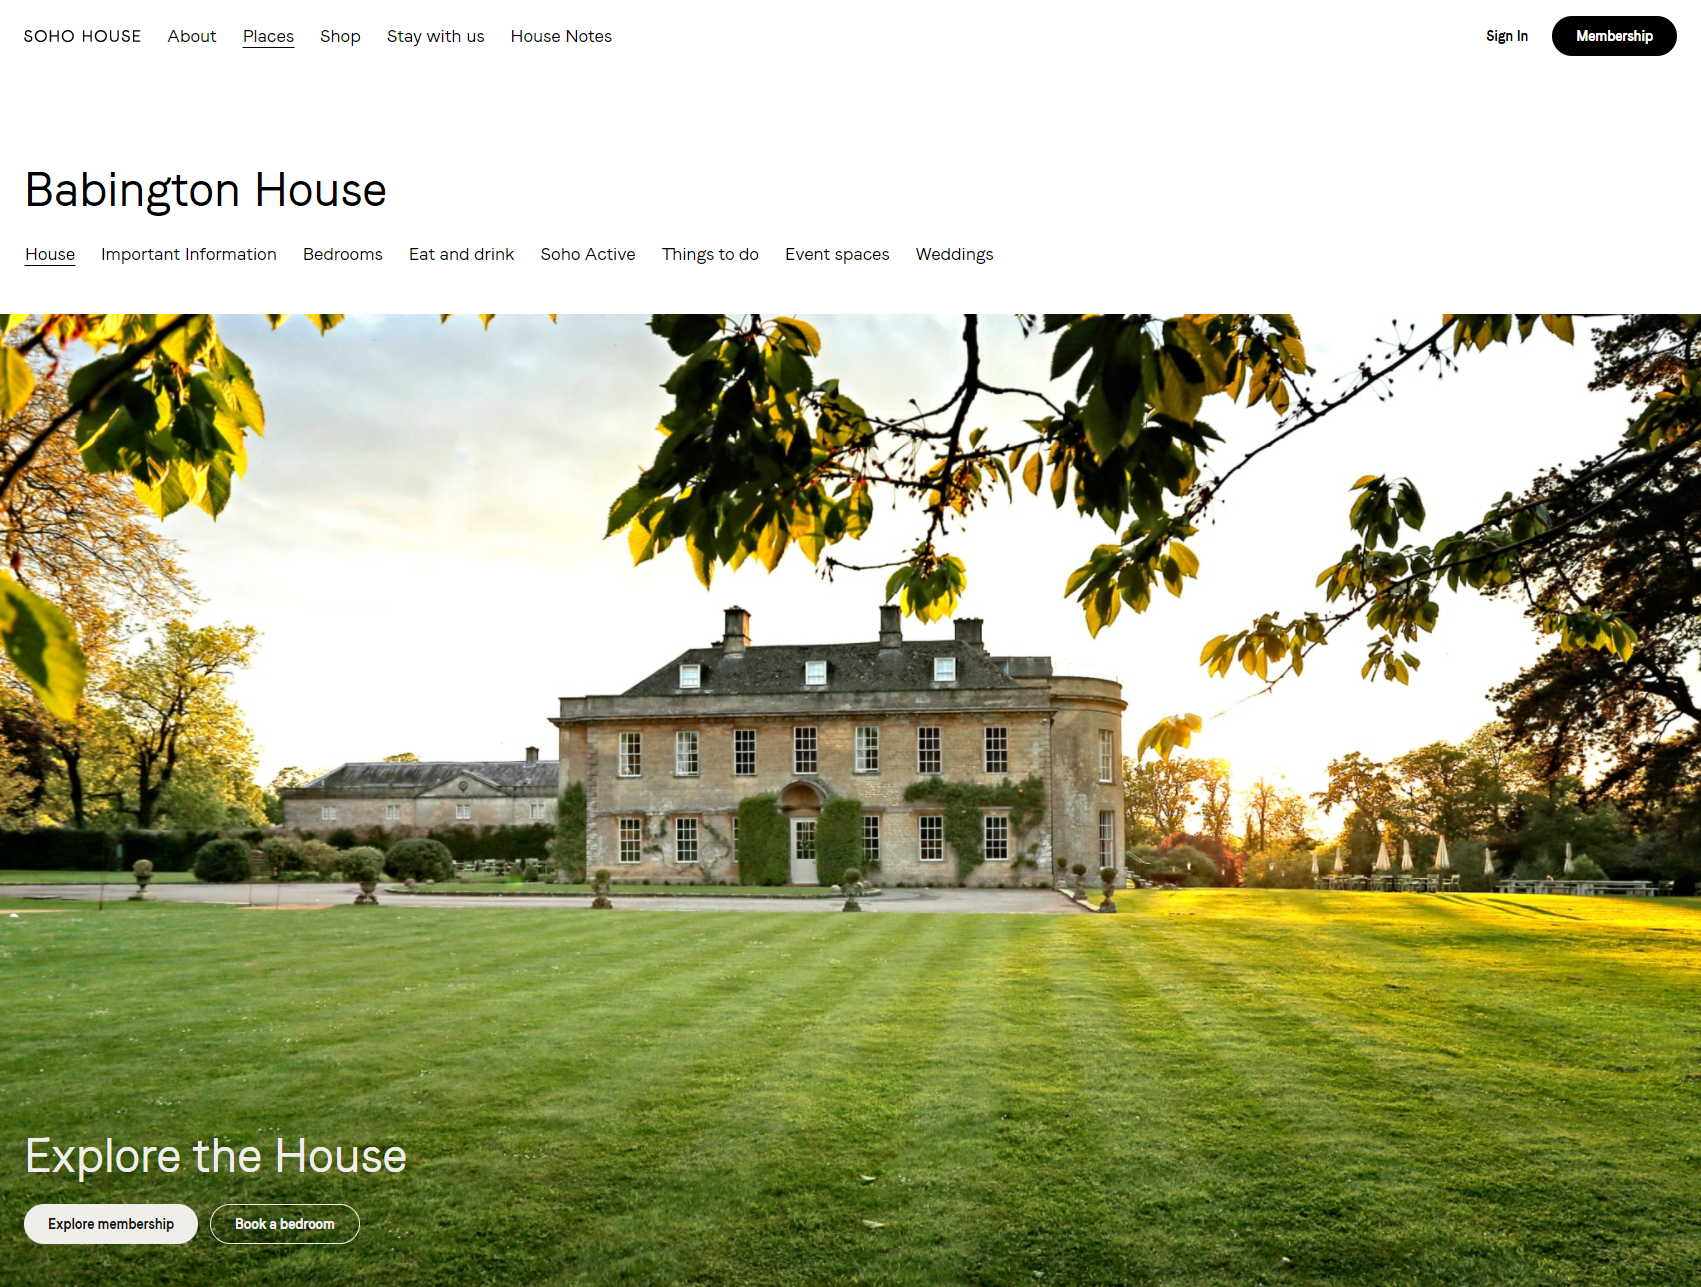 SOHO HOUSE About Places Shop Stay with us House Notes Sign In Membership
Babington House
House Important Information Bedrooms Eat and drink Soho Active Things to do Event spaces Weddings
Explore the House
Explore membership Book a bedroom